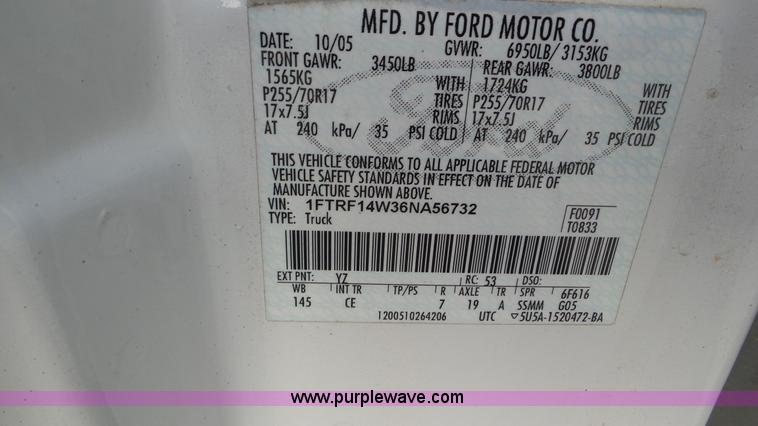 MFD. BY FORD MOTOR CO.
DATE: 10/05 GVWR: 6950LB/ 3153KG
FRONT GAWR: 3450LB REAR GAWR: 3800LB
1565KG WITH 1724KG WITH
P255/70R17 TIRES P255/70R17 TIRES
17x7.5J RIMS 17x7.5J RIMS
AT 240 kPa/ 35 PSI COLD AT 240 kPa/ 35 PSI COLD
Ford
THIS VEHICLE CONFORMS TO ALL APPLICABLE FEDERAL MOTOR
VEHICLE SAFETY STANDARDS IN EFFECT ON THE DATE OF
MANUFACTURE SHOWN ABOVE.
VIN: 1FTRF14W36NA56732 F0091
TYPE: Truck T0833
EXT PNT: YZ RC: 53 DSO:
WB INT TR TP/PS R AXLE TR SPR 6F616
145 CE 7 19 A SSMM G05
1200510264206 UTC ▽5U5A-1520472-BA
www.purplewave.com